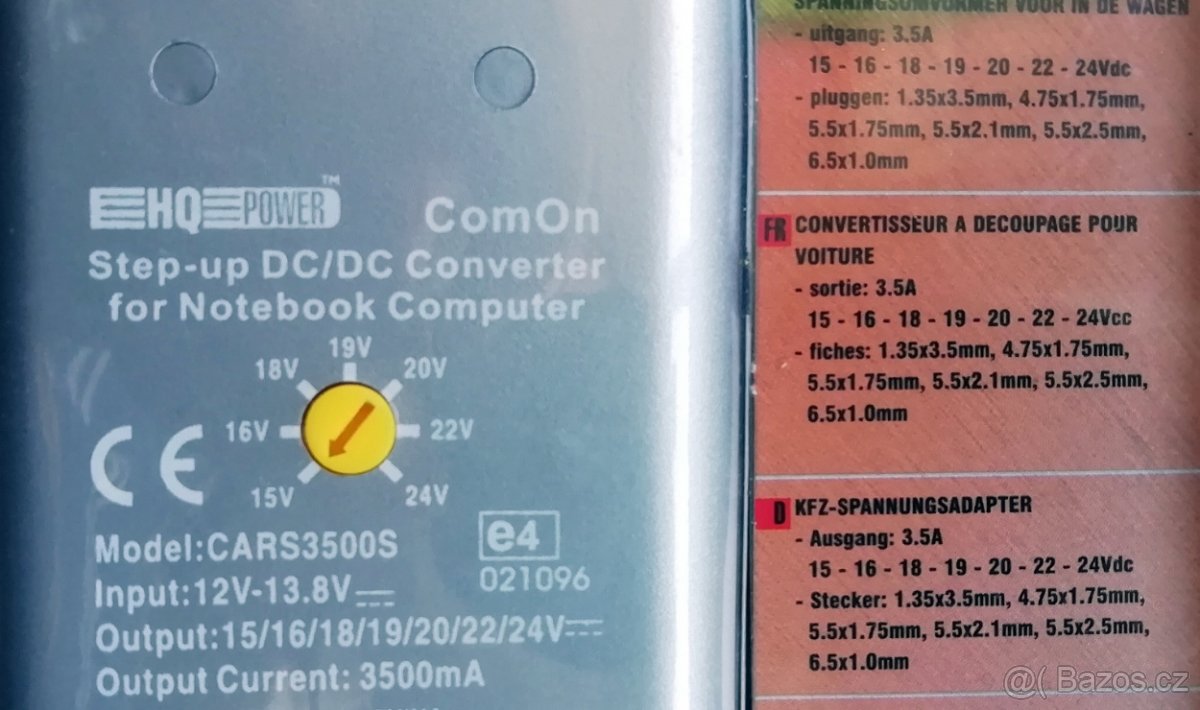 HQ POWER™
ComOn
Step-up DC/DC Converter
for Notebook Computer
19V
18V
20V
16V
22V
15V
24V
CE
Model:CARS3500S
e4
021096
Input:12V-13.8V
Output:15/16/18/19/20/22/24V
Output Current: 3500mA
SPANNINGSOMVORMER VOOR IN DE WAGEN
- uitgang: 3.5A
15 - 16 - 18 - 19 - 20 - 22 - 24Vdc
- pluggen: 1.35x3.5mm, 4.75x1.75mm,
5.5x1.75mm, 5.5x2.1mm, 5.5x2.5mm,
6.5x1.0mm
FR CONVERTISSEUR A DECOUPAGE POUR
VOITURE
- sortie: 3.5A
15 - 16 - 18 - 19 - 20 - 22 - 24Vcc
- fiches: 1.35x3.5mm, 4.75x1.75mm,
5.5x1.75mm, 5.5x2.1mm, 5.5x2.5mm,
6.5x1.0mm
D KFZ-SPANNUNGSADAPTER
- Ausgang: 3.5A
15 - 16 - 18 - 19 - 20 - 22 - 24Vdc
- Stecker: 1.35x3.5mm, 4.75x1.75mm,
5.5x1.75mm, 5.5x2.1mm, 5.5x2.5mm,
6.5x1.0mm
@( Bazos.cz